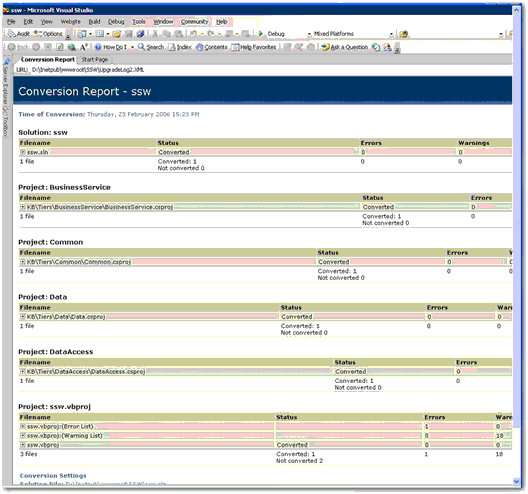 ssw - Microsoft Visual Studio
File Edit View Website Build Debug Tools Window Community Help
Audit Options Debug Mixed Platforms
Back How Do I Search Index Contents Help Favorites Ask a Question
Conversion Report Start Page
URL: D:\Inetpub\wwwroot\SSW\UpgradeLog2.XML
Server Explorer
Toolbox
Conversion Report - ssw
Time of Conversion: Thursday, 23 February 2006 15:23 PM
Solution: ssw
Filename Status Errors Warnings
ssw.sln Converted 0 0
1 file Converted: 1 0 0
Not converted 0
Project: BusinessService
Filename Status Errors
KB\Tiers\BusinessService\BusinessService.csproj Converted 0
1 file Converted: 1 0
Not converted 0
Project: Common
Filename Status Errors W
KB\Tiers\Common\Common.csproj Converted 0 0
1 file Converted: 1 0 0
Not converted 0
Project: Data
Filename Status Errors War
KB\Tiers\Data\Data.csproj Converted 0 0
1 file Converted: 1 0 0
Not converted 0
Project: DataAccess
Filename Status Errors
KB\Tiers\DataAccess\DataAccess.csproj Converted 0
1 file Converted: 1 0
Not converted 0
Project: ssw.vbproj
Filename Status Errors Warn
ssw.vbproj:(Error List) 1 0
ssw.vbproj:(Warning List) 0 18
ssw.vbproj Converted 0 0
3 files Converted: 1 1 18
Not converted 2
Conversion Settings